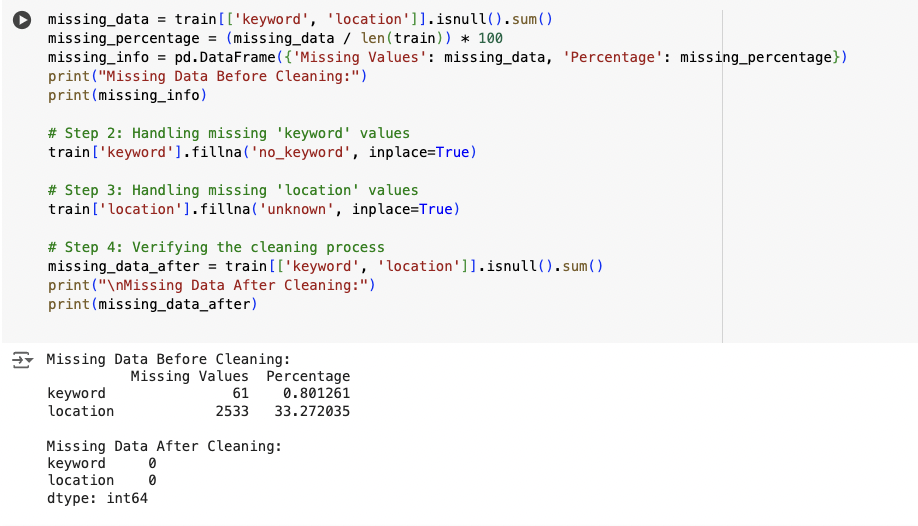 missing_data = train[['keyword', 'location']].isnull().sum()
missing_percentage = (missing_data / len(train)) * 100
missing_info = pd.DataFrame({'Missing Values': missing_data, 'Percentage': missing_percentage})
print("Missing Data Before Cleaning:")
print(missing_info)

# Step 2: Handling missing 'keyword' values
train['keyword'].fillna('no_keyword', inplace=True)

# Step 3: Handling missing 'location' values
train['location'].fillna('unknown', inplace=True)

# Step 4: Verifying the cleaning process
missing_data_after = train[['keyword', 'location']].isnull().sum()
print("\nMissing Data After Cleaning:")
print(missing_data_after)

Missing Data Before Cleaning:
          Missing Values  Percentage
keyword               61    0.801261
location            2533   33.272035

Missing Data After Cleaning:
keyword     0
location    0
dtype: int64